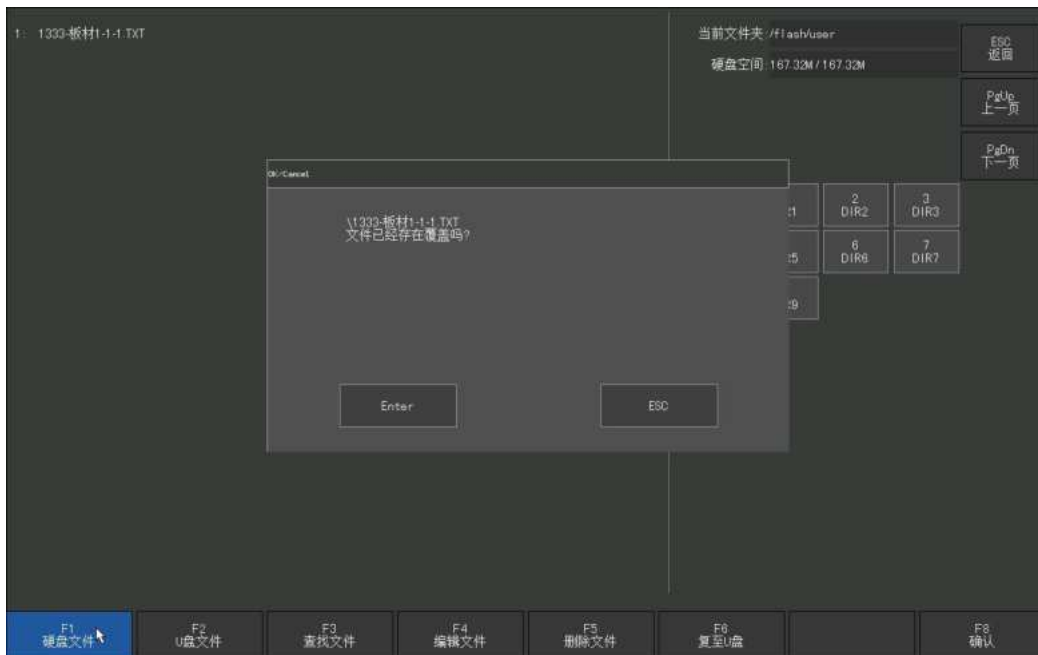 1: 1333-板材1-1-1.TXT
当前文件夹 /flash/user
硬盘空间 167.32M / 167.32M
ESC
返回
PgUp
上一页
PgDn
下一页
OK/Cancel
\1333-板材1-1-1.TXT
文件已经存在覆盖吗?
Enter
ESC
2
DIR2
3
DIR3
6
DIR6
7
DIR7
F1
硬盘文件
F2
U盘文件
F3
查找文件
F4
编辑文件
F5
删除文件
F6
复至U盘
F8
确认